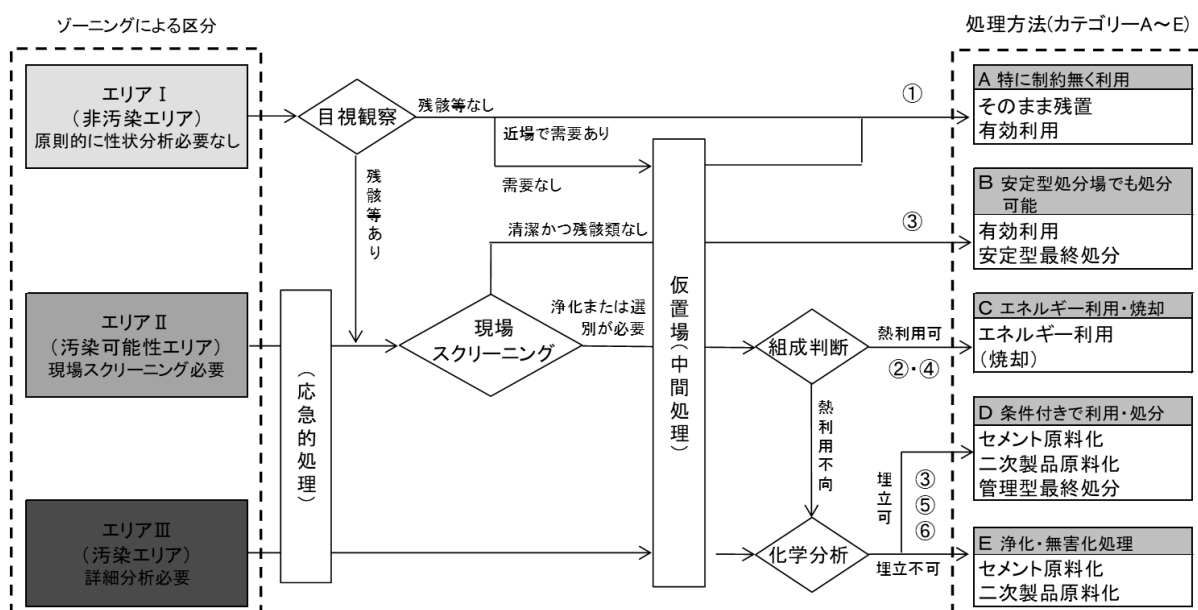 ゾーニングによる区分
処理方法(カテゴリーA～E)
エリアⅠ
(非汚染エリア)
原則的に性状分析必要なし
目視観察
残骸等なし
①
近場で需要あり
需要なし
残骸等あり
A 特に制約無く利用
そのまま残置
有効利用
B 安定型処分場でも処分
可能
有効利用
安定型最終処分
清潔かつ残骸類なし
③
エリアⅡ
(汚染可能性エリア)
現場スクリーニング必要
(応急的処理)
現場
スクリーニング
浄化または選
別が必要
仮置場(中間処理)
組成判断
熱利用可
②・④
C エネルギー利用・焼却
エネルギー利用
(焼却)
熱利用不向
D 条件付きで利用・処分
セメント原料化
二次製品原料化
管理型最終処分
埋立可
③
⑤
⑥
エリアⅢ
(汚染エリア)
詳細分析必要
化学分析
埋立不可
E 浄化・無害化処理
セメント原料化
二次製品原料化